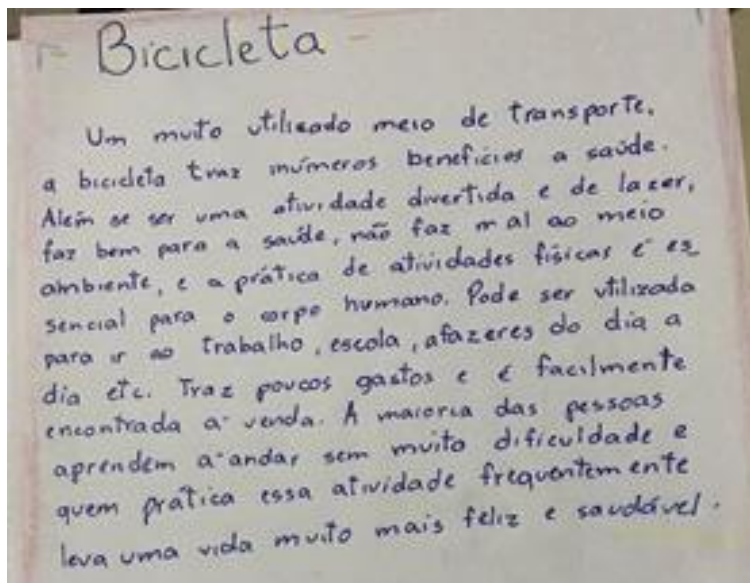 - Bicicleta -
Um muito utilizado meio de transporte,
a bicicleta traz inúmeros benefícios a saúde.
Além se ser uma atividade divertida e de lazer,
faz bem para a saúde, não faz mal ao meio
ambiente, e a prática de atividades físicas é es
sencial para o corpo humano. Pode ser utilizada
para ir ao trabalho, escola, afazeres do dia a
dia etc. Traz poucos gastos e é facilmente
encontrada a venda. A maioria das pessoas
aprendem a andar sem muito dificuldade e
quem prática essa atividade frequentemente
leva uma vida muito mais feliz e saudável.